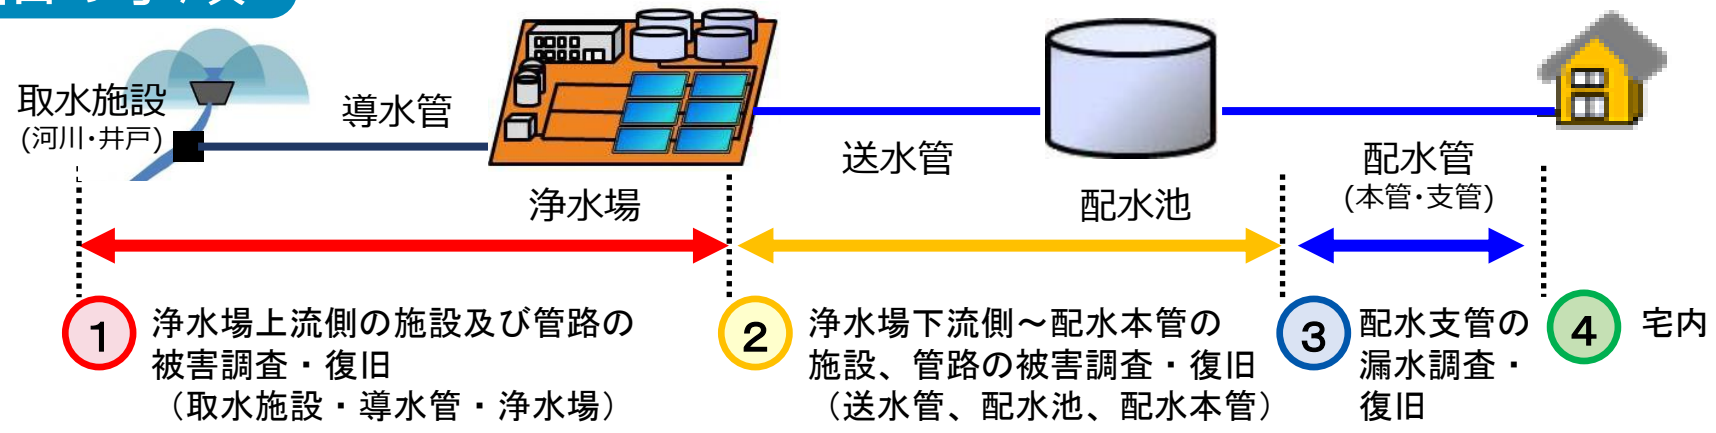 取水施設
(河川・井戸)
導水管
浄水場
送水管
配水池
配水管
(本管・支管)
1
浄水場上流側の施設及び管路の
被害調査・復旧
（取水施設・導水管・浄水場）
2
浄水場下流側～配水本管の
施設、管路の被害調査・復旧
（送水管、配水池、配水本管）
3
配水支管の
漏水調査・
復旧
4
宅内